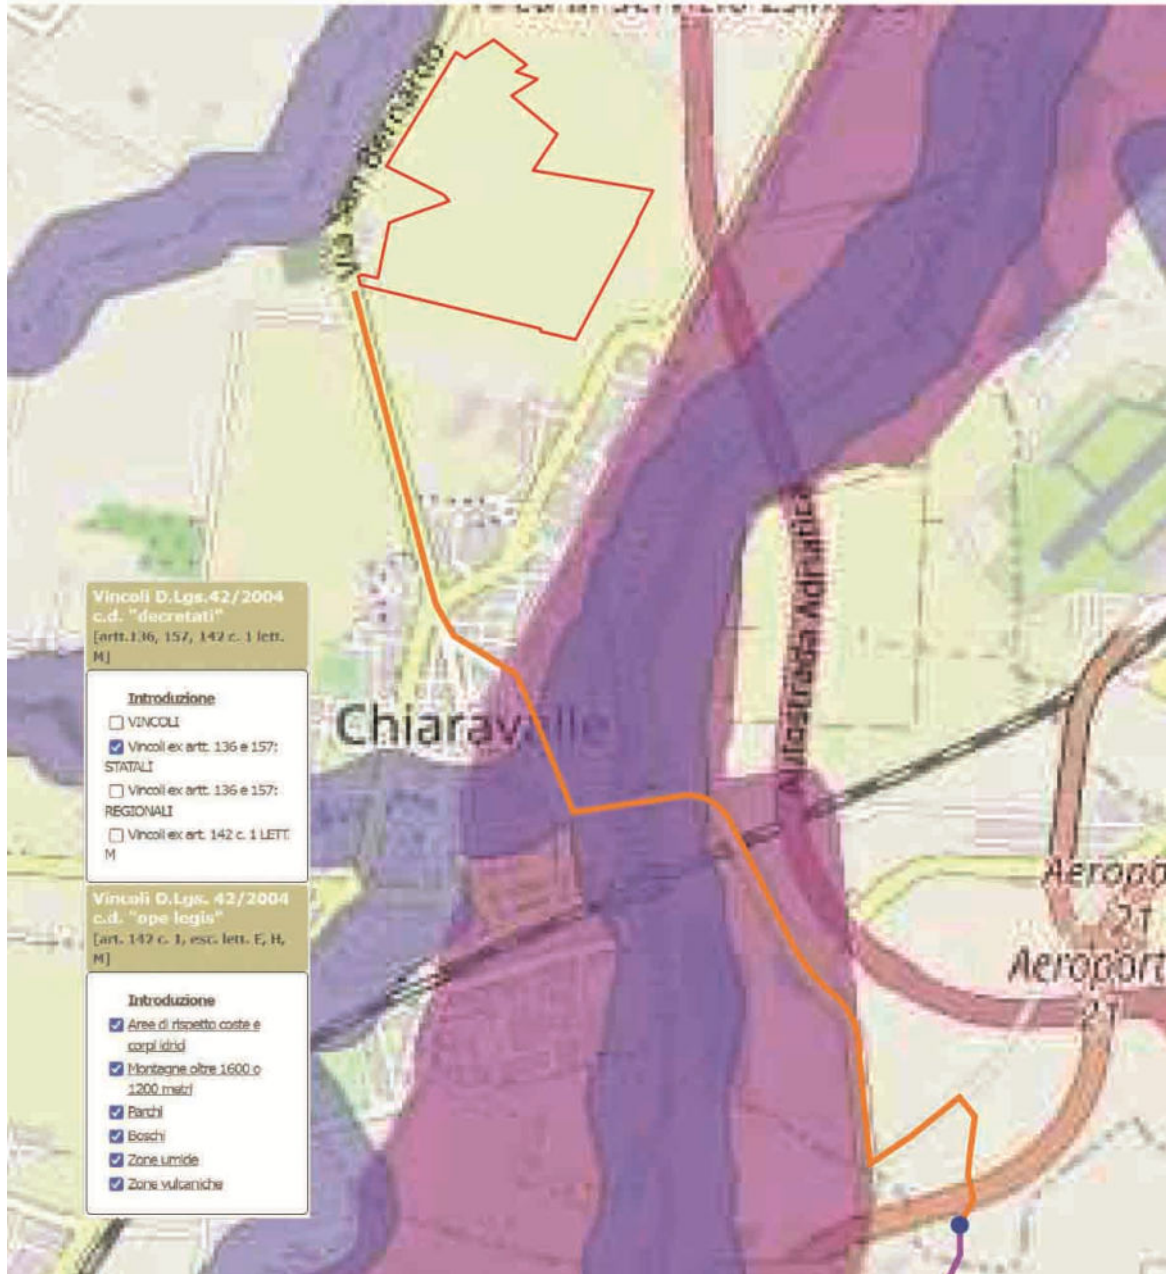 Via San Bernardo
Autostrada Adriatica
Chiaravalle
Vincoli D.Lgs.42/2004
c.d. "decretati"
[artt.136, 157, 142 c. 1 lett.
M]
Introduzione
VINCOLI
Vincoli ex artt. 136 e 157:
STATALI
Vincoli ex artt. 136 e 157:
REGIONALI
Vincoli ex art. 142 c. 1 LETT.
M
Vincoli D.Lgs. 42/2004
c.d. "ope legis"
[art. 142 c. 1, esc. lett. E, H,
M]
Introduzione
Aree di rispetto coste e
corpi idrici
Montagne oltre 1600 o
1200 metri
Parchi
Boschi
Zone umide
Zone vulcaniche
Aeropo
21
Aeroport
21